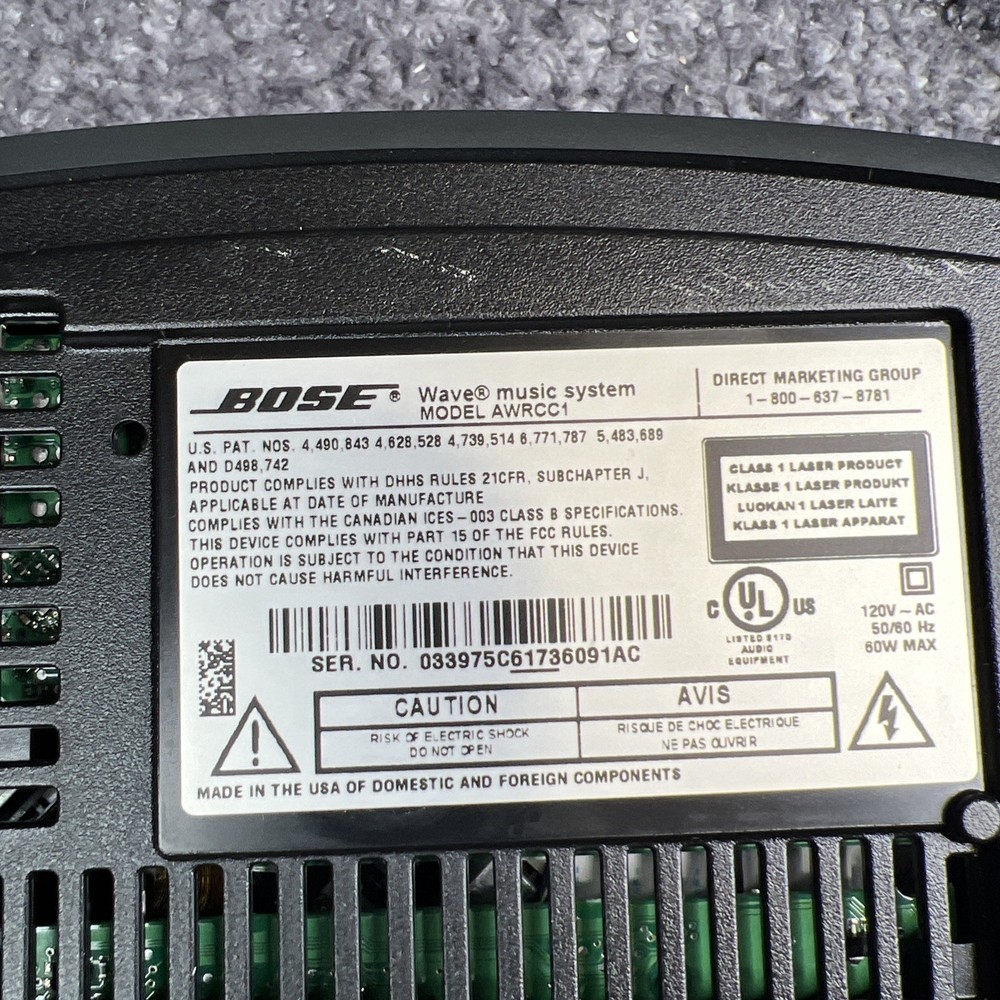 BOSE ® Wave® music system
MODEL AWRCC1
DIRECT MARKETING GROUP
1-800-637-8781
U.S. PAT. NOS. 4,490,843 4,628,528 4,739,514 6,771,787 5,483,689
AND D498,742
PRODUCT COMPLIES WITH DHHS RULES 21CFR, SUBCHAPTER J,
APPLICABLE AT DATE OF MANUFACTURE
COMPLIES WITH THE CANADIAN ICES-003 CLASS B SPECIFICATIONS.
THIS DEVICE COMPLIES WITH PART 15 OF THE FCC RULES.
OPERATION IS SUBJECT TO THE CONDITION THAT THIS DEVICE
DOES NOT CAUSE HARMFUL INTERFERENCE.
CLASS 1 LASER PRODUCT
KLASSE 1 LASER PRODUKT
LUOKAN 1 LASER LAITE
KLASS 1 LASER APPARAT
C UL US
LISTED 817D
AUDIO
EQUIPMENT
120V ~ AC
50/60 Hz
60W MAX
SER. NO. 033975C61736091AC
CAUTION
RISK OF ELECTRIC SHOCK
DO NOT OPEN
AVIS
RISQUE DE CHOC ELECTRIQUE
NE PAS OUVRIR
MADE IN THE USA OF DOMESTIC AND FOREIGN COMPONENTS